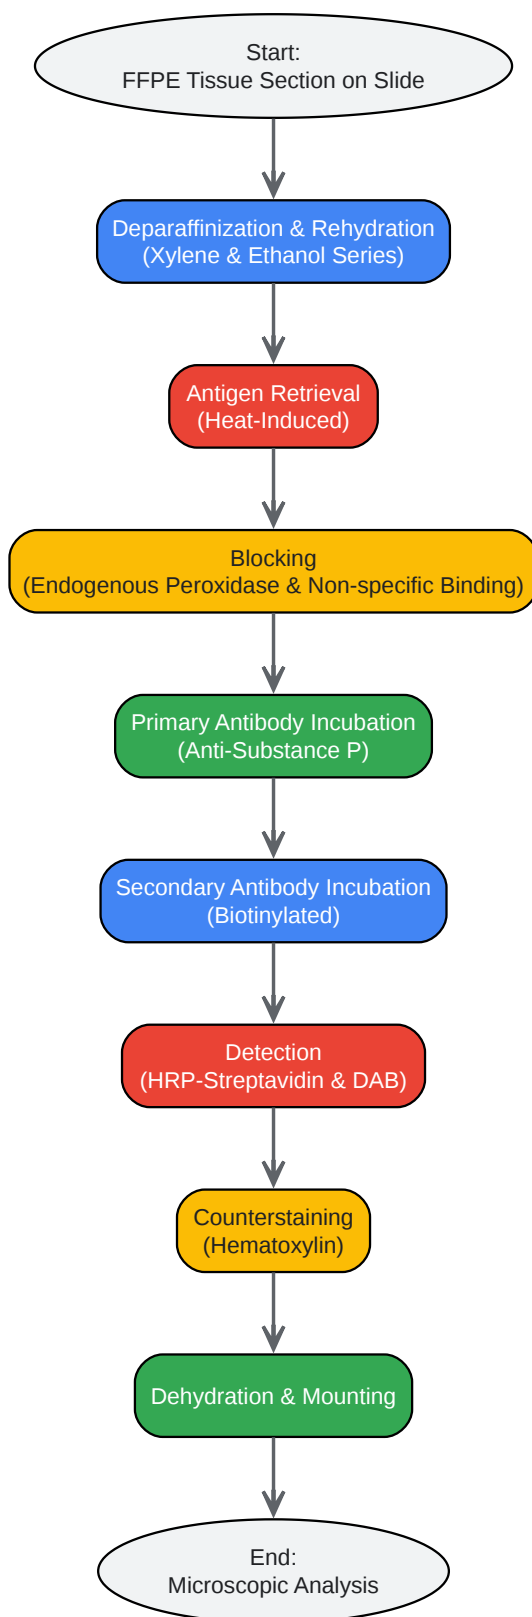 Start:
FFPE Tissue Section on Slide
Deparaffinization & Rehydration
(Xylene & Ethanol Series)
Antigen Retrieval
(Heat-Induced)
Blocking
(Endogenous Peroxidase & Non-specific Binding)
Primary Antibody Incubation
(Anti-Substance P)
Secondary Antibody Incubation
(Biotinylated)
Detection
(HRP-Streptavidin & DAB)
Counterstaining
(Hematoxylin)
Dehydration & Mounting
End:
Microscopic Analysis